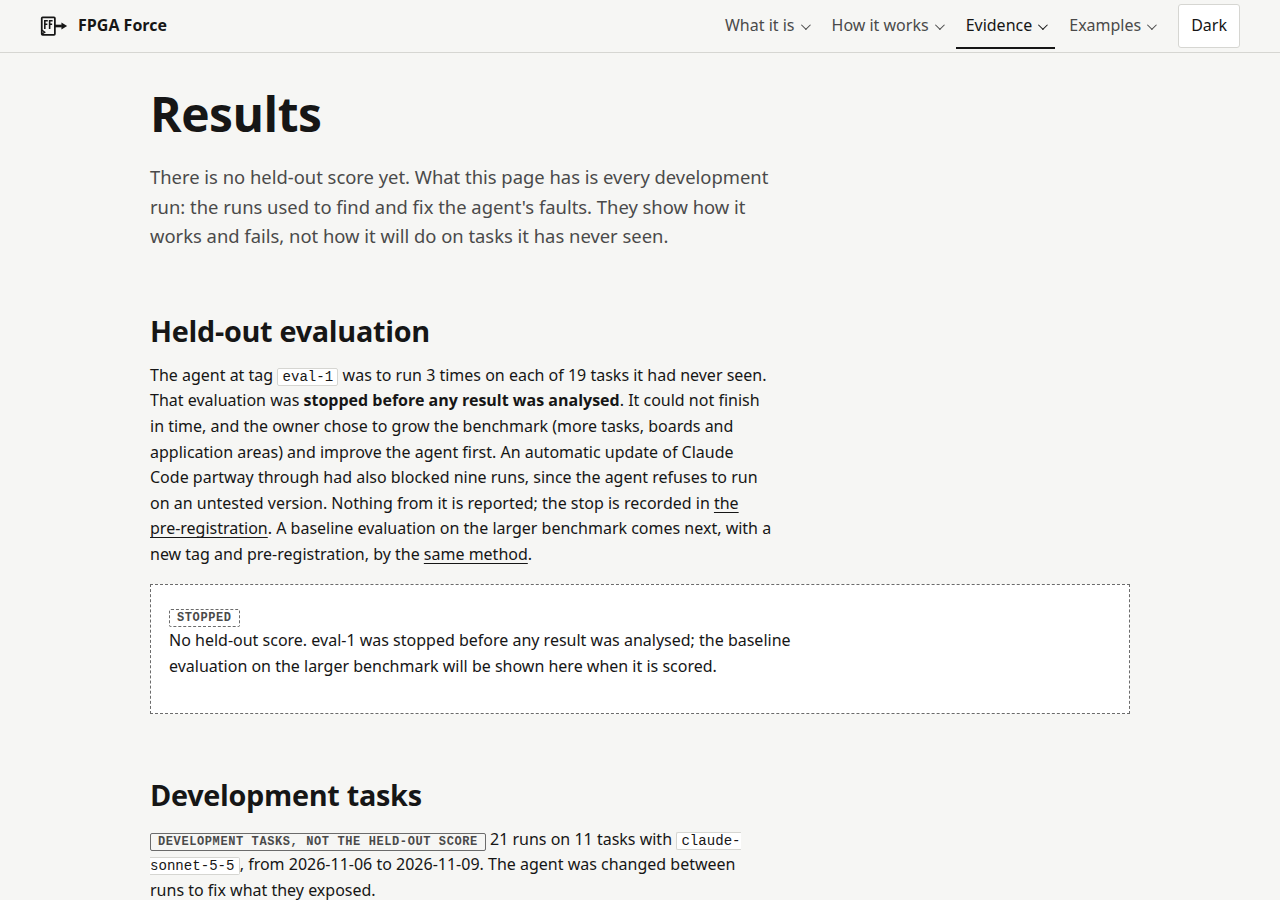 FPGA Force
What it is
How it works
Evidence
Examples
Dark
Results
There is no held-out score yet. What this page has is every development
run: the runs used to find and fix the agent's faults. They show how it
works and fails, not how it will do on tasks it has never seen.
Held-out evaluation
The agent at tag eval-1 was to run 3 times on each of 19 tasks it had never seen.
That evaluation was stopped before any result was analysed. It could not finish
in time, and the owner chose to grow the benchmark (more tasks, boards and
application areas) and improve the agent first. An automatic update of Claude
Code partway through had also blocked nine runs, since the agent refuses to run
on an untested version. Nothing from it is reported; the stop is recorded in the
pre-registration. A baseline evaluation on the larger benchmark comes next, with a
new tag and pre-registration, by the same method.
STOPPED
No held-out score. eval-1 was stopped before any result was analysed; the baseline
evaluation on the larger benchmark will be shown here when it is scored.
Development tasks
DEVELOPMENT TASKS, NOT THE HELD-OUT SCORE 21 runs on 11 tasks with claude-
sonnet-5-5, from 2026-11-06 to 2026-11-09. The agent was changed between
runs to fix what they exposed.